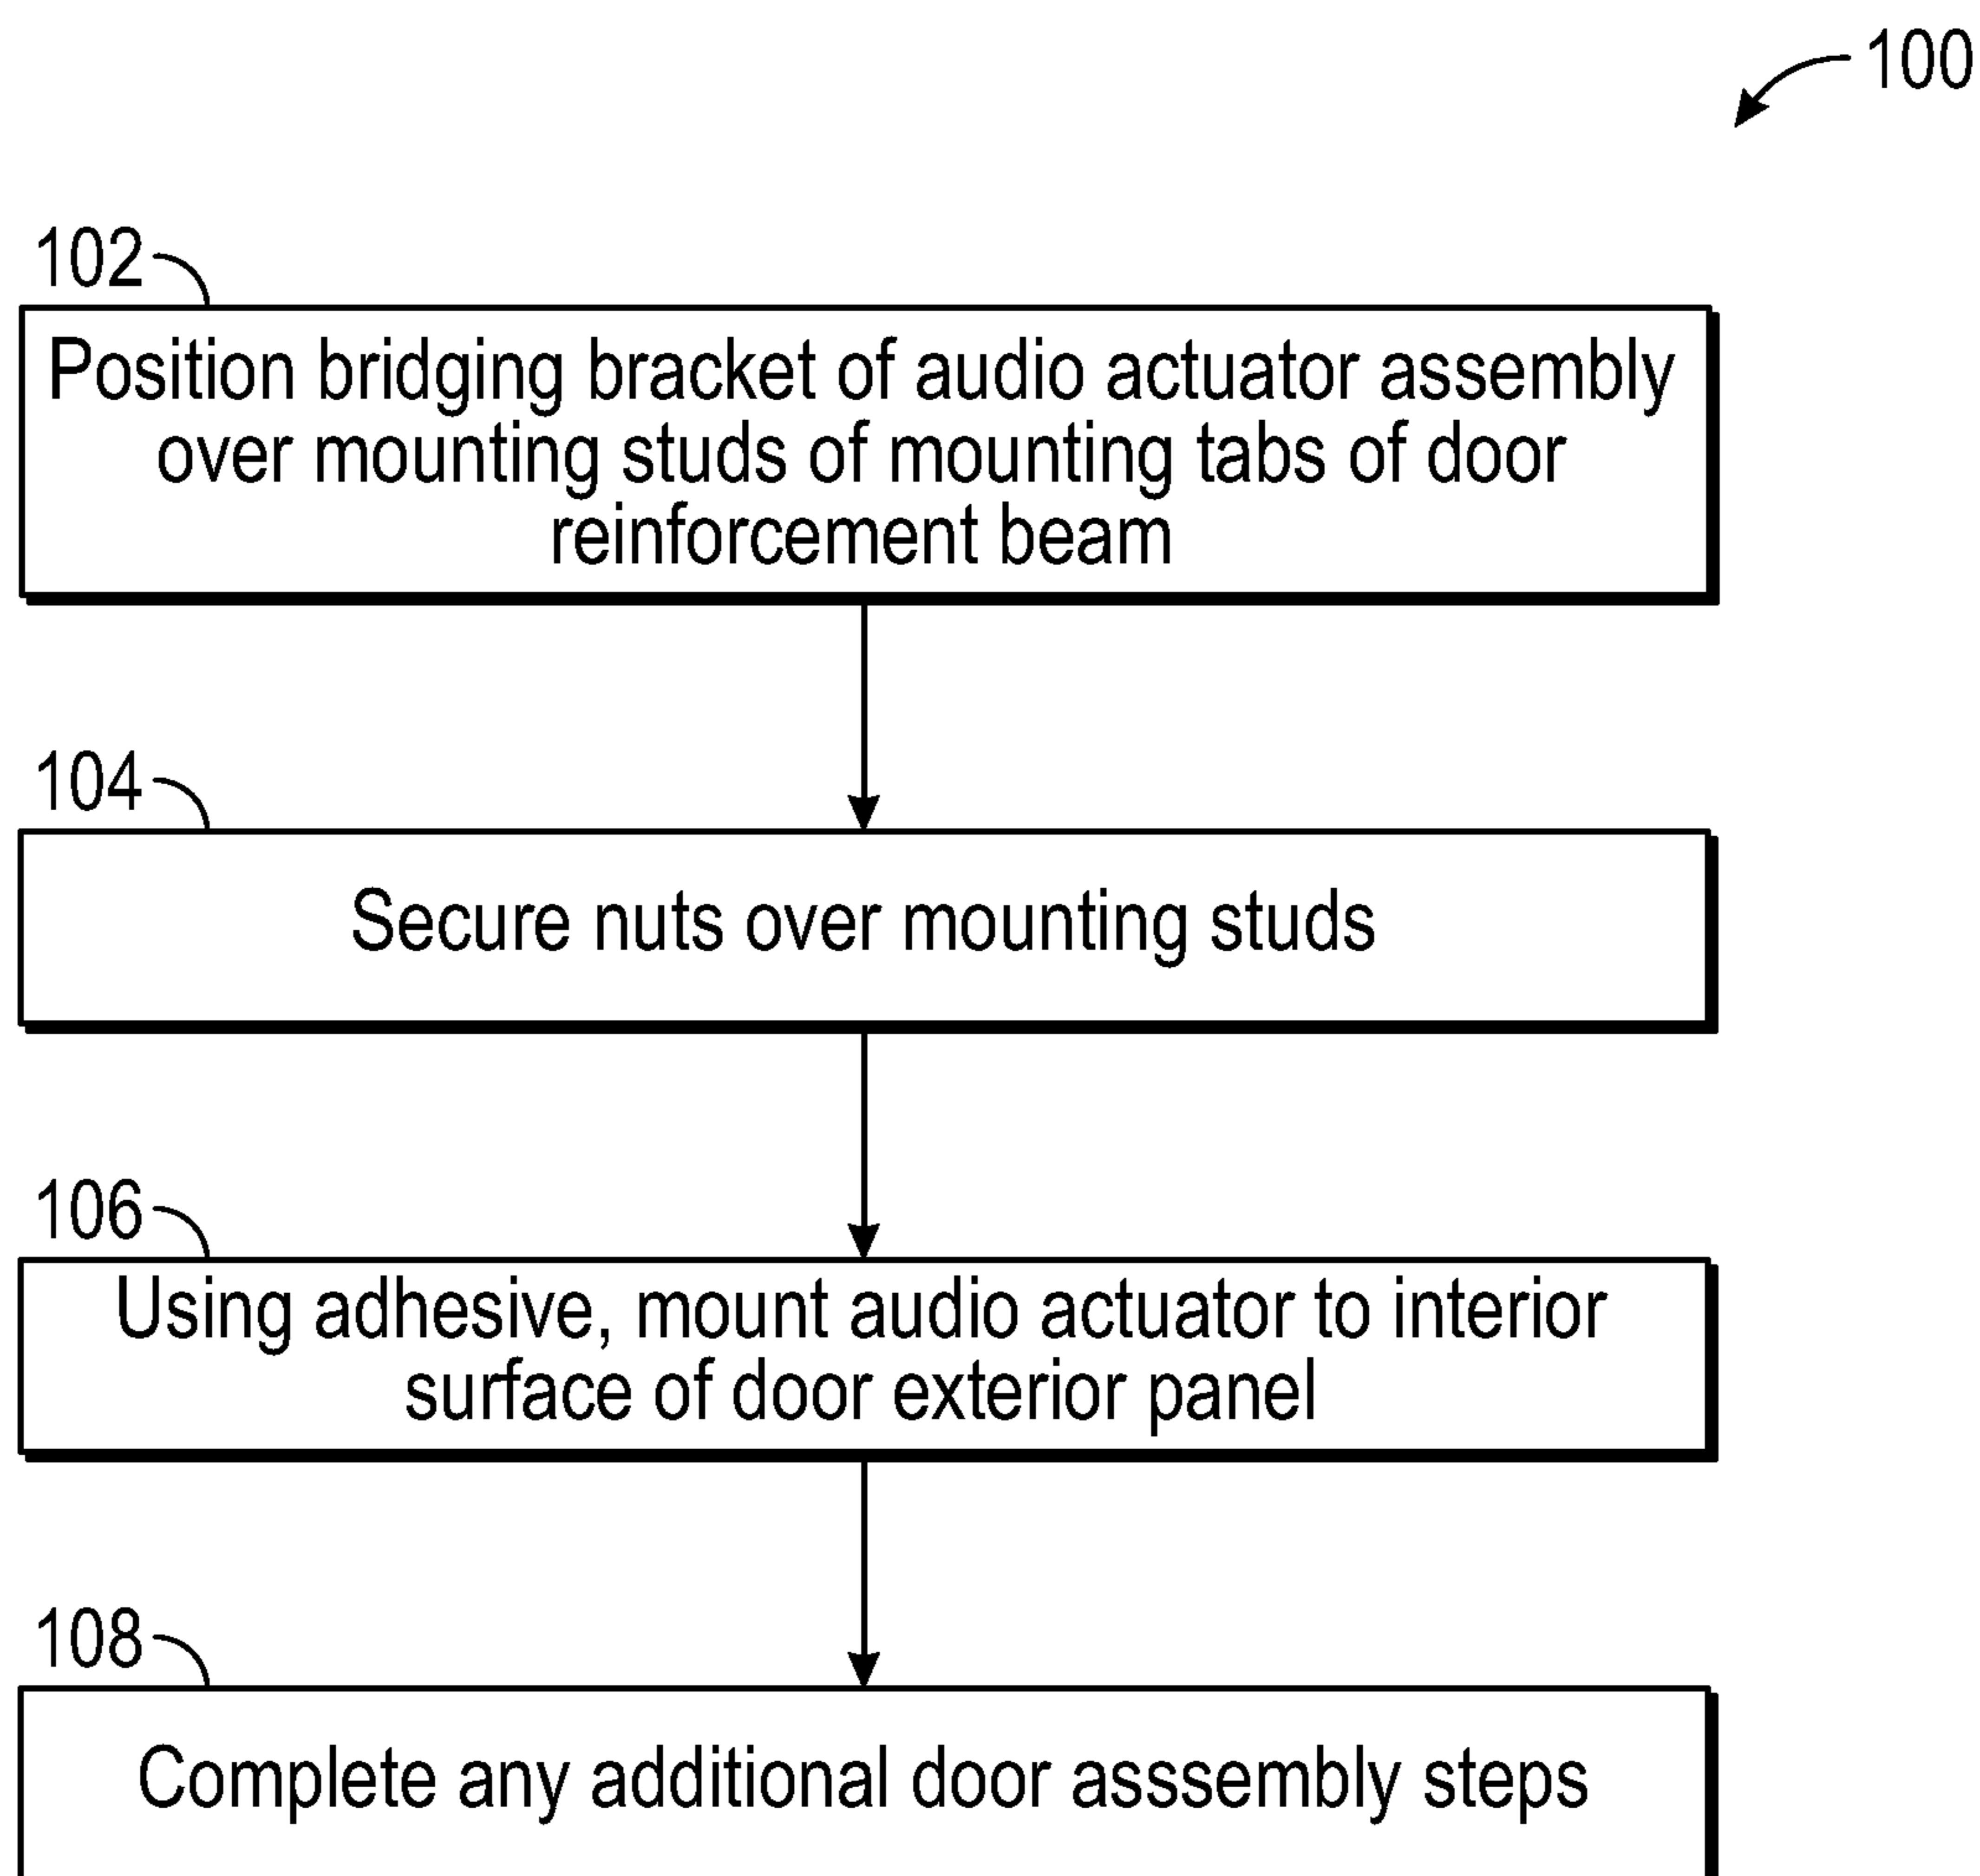 100
102
Position bridging bracket of audio actuator assembly
over mounting studs of mounting tabs of door
reinforcement beam
104
Secure nuts over mounting studs
106
Using adhesive, mount audio actuator to interior
surface of door exterior panel
108
Complete any additional door asssembly steps